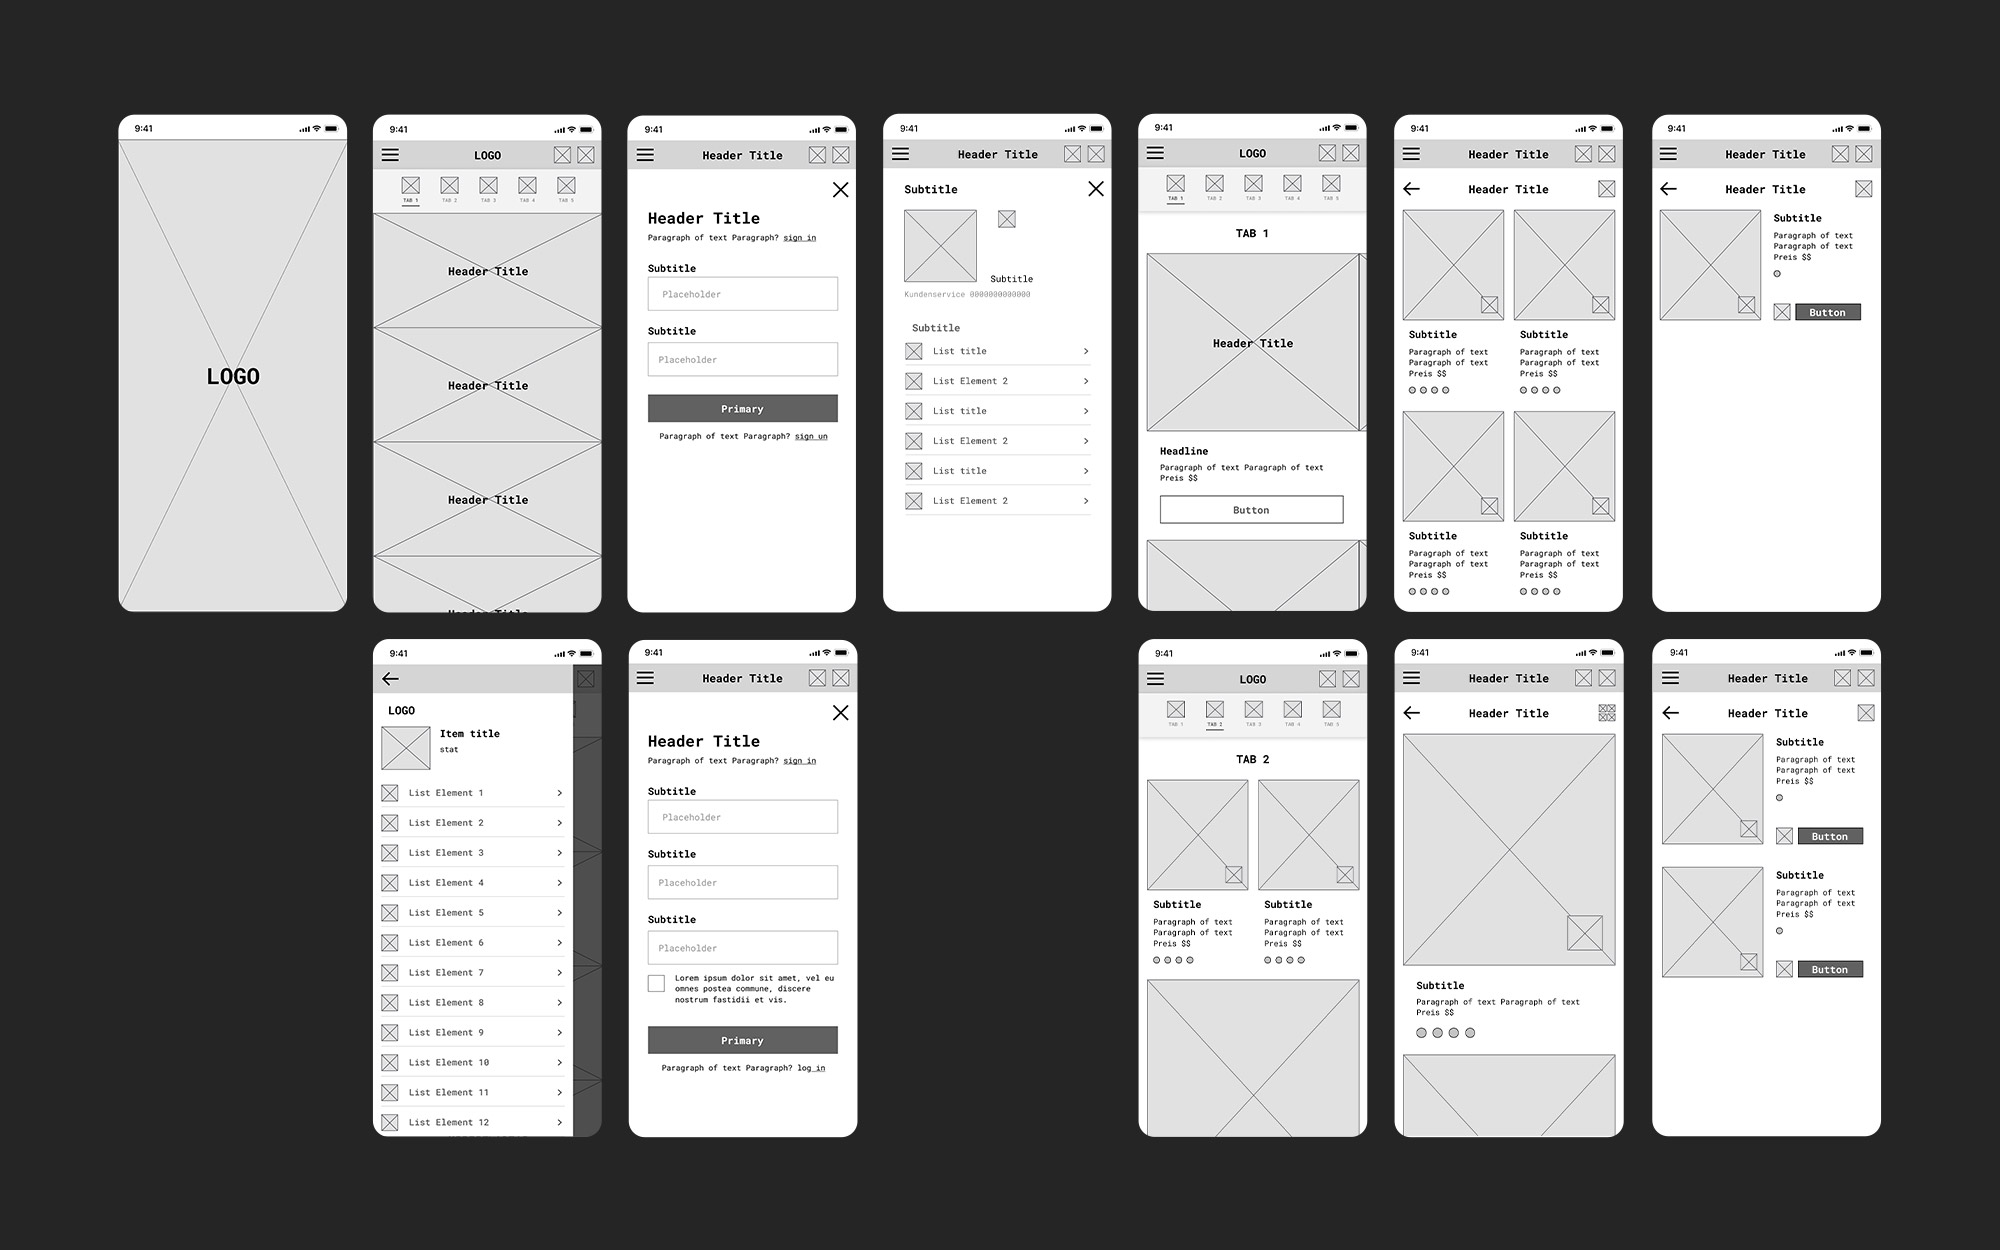 9:41
LOGO
9:41
LOGO
TAB 1
TAB 2
TAB 3
TAB 4
TAB 5
Header Title
Header Title
Header Title
Header Title
9:41
Header Title
Header Title
Paragraph of text Paragraph? sign in
Subtitle
Placeholder
Subtitle
Placeholder
Primary
Paragraph of text Paragraph? sign un
9:41
Header Title
Subtitle
Subtitle
Kundenservice 0000000000000
Subtitle
List title
List Element 2
List title
List Element 2
List title
List Element 2
9:41
LOGO
TAB 1
TAB 2
TAB 3
TAB 4
TAB 5
TAB 1
Header Title
Headline
Paragraph of text Paragraph of text
Preis $$
Button
9:41
Header Title
Header Title
Subtitle
Paragraph of text
Paragraph of text
Preis $$
Subtitle
Paragraph of text
Paragraph of text
Preis $$
Subtitle
Paragraph of text
Paragraph of text
Preis $$
Subtitle
Paragraph of text
Paragraph of text
Preis $$
9:41
Header Title
Header Title
Subtitle
Paragraph of text
Paragraph of text
Preis $$
Button
9:41
LOGO
Item title
stat
List Element 1
List Element 2
List Element 3
List Element 4
List Element 5
List Element 6
List Element 7
List Element 8
List Element 9
List Element 10
List Element 11
List Element 12
9:41
Header Title
Header Title
Paragraph of text Paragraph? sign in
Subtitle
Placeholder
Subtitle
Placeholder
Subtitle
Placeholder
Lorem ipsum dolor sit amet, vel eu
omnes postea commune, discere
nostrum fastidii et vis.
Primary
Paragraph of text Paragraph? log in
9:41
LOGO
TAB 1
TAB 2
TAB 3
TAB 4
TAB 5
TAB 2
Subtitle
Paragraph of text
Paragraph of text
Preis $$
Subtitle
Paragraph of text
Paragraph of text
Preis $$
9:41
Header Title
Header Title
Subtitle
Paragraph of text Paragraph of text
Preis $$
9:41
Header Title
Header Title
Subtitle
Paragraph of text
Paragraph of text
Preis $$
Button
Subtitle
Paragraph of text
Paragraph of text
Preis $$
Button